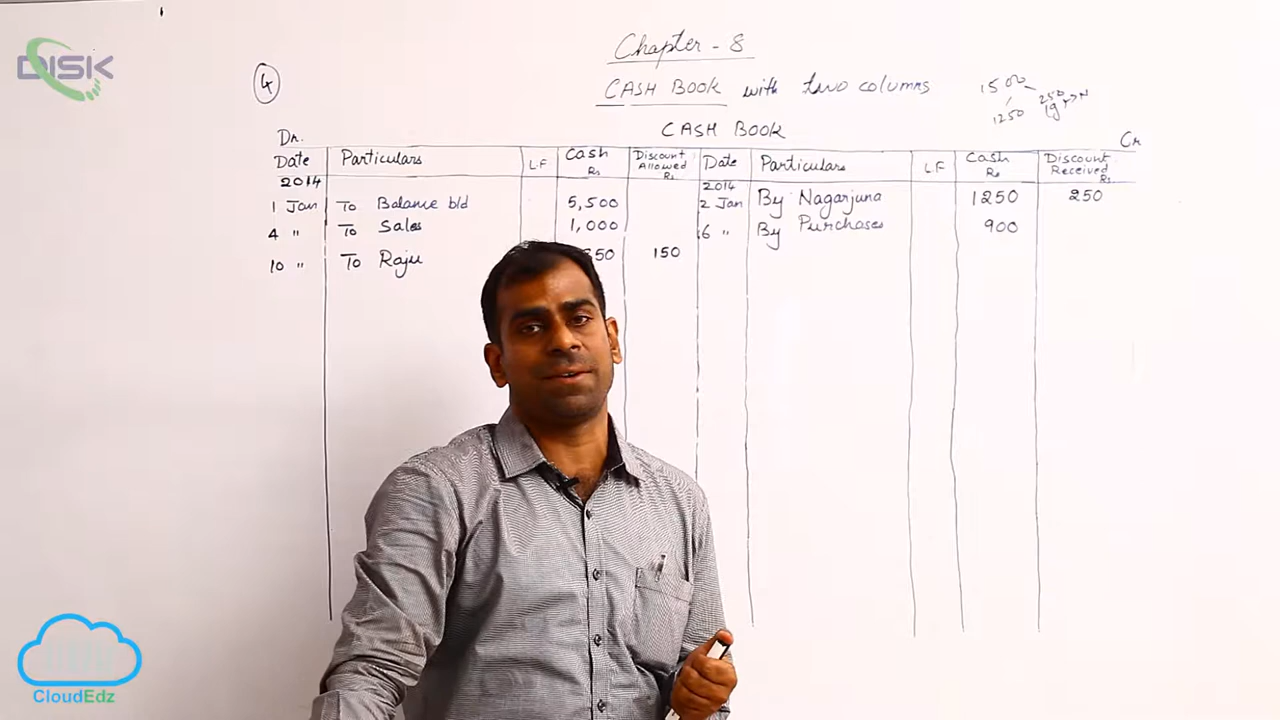 DISK
Chapter - 8
4
CASH BOOK with two columns
1500
1250 250
CASH BOOK
Dr. Cr
Date Particulars LF Cash Rs Discount Allowed Rs Date Particulars LF Cash Rs Discount Received Rs
2014 2014
1 Jan To Balance b/d 5,500 2 Jan By Nagarjuna 1250 250
4 " To Sales 1,000 6 " By Purchases 900
10 " To Raju 150
CloudEdz